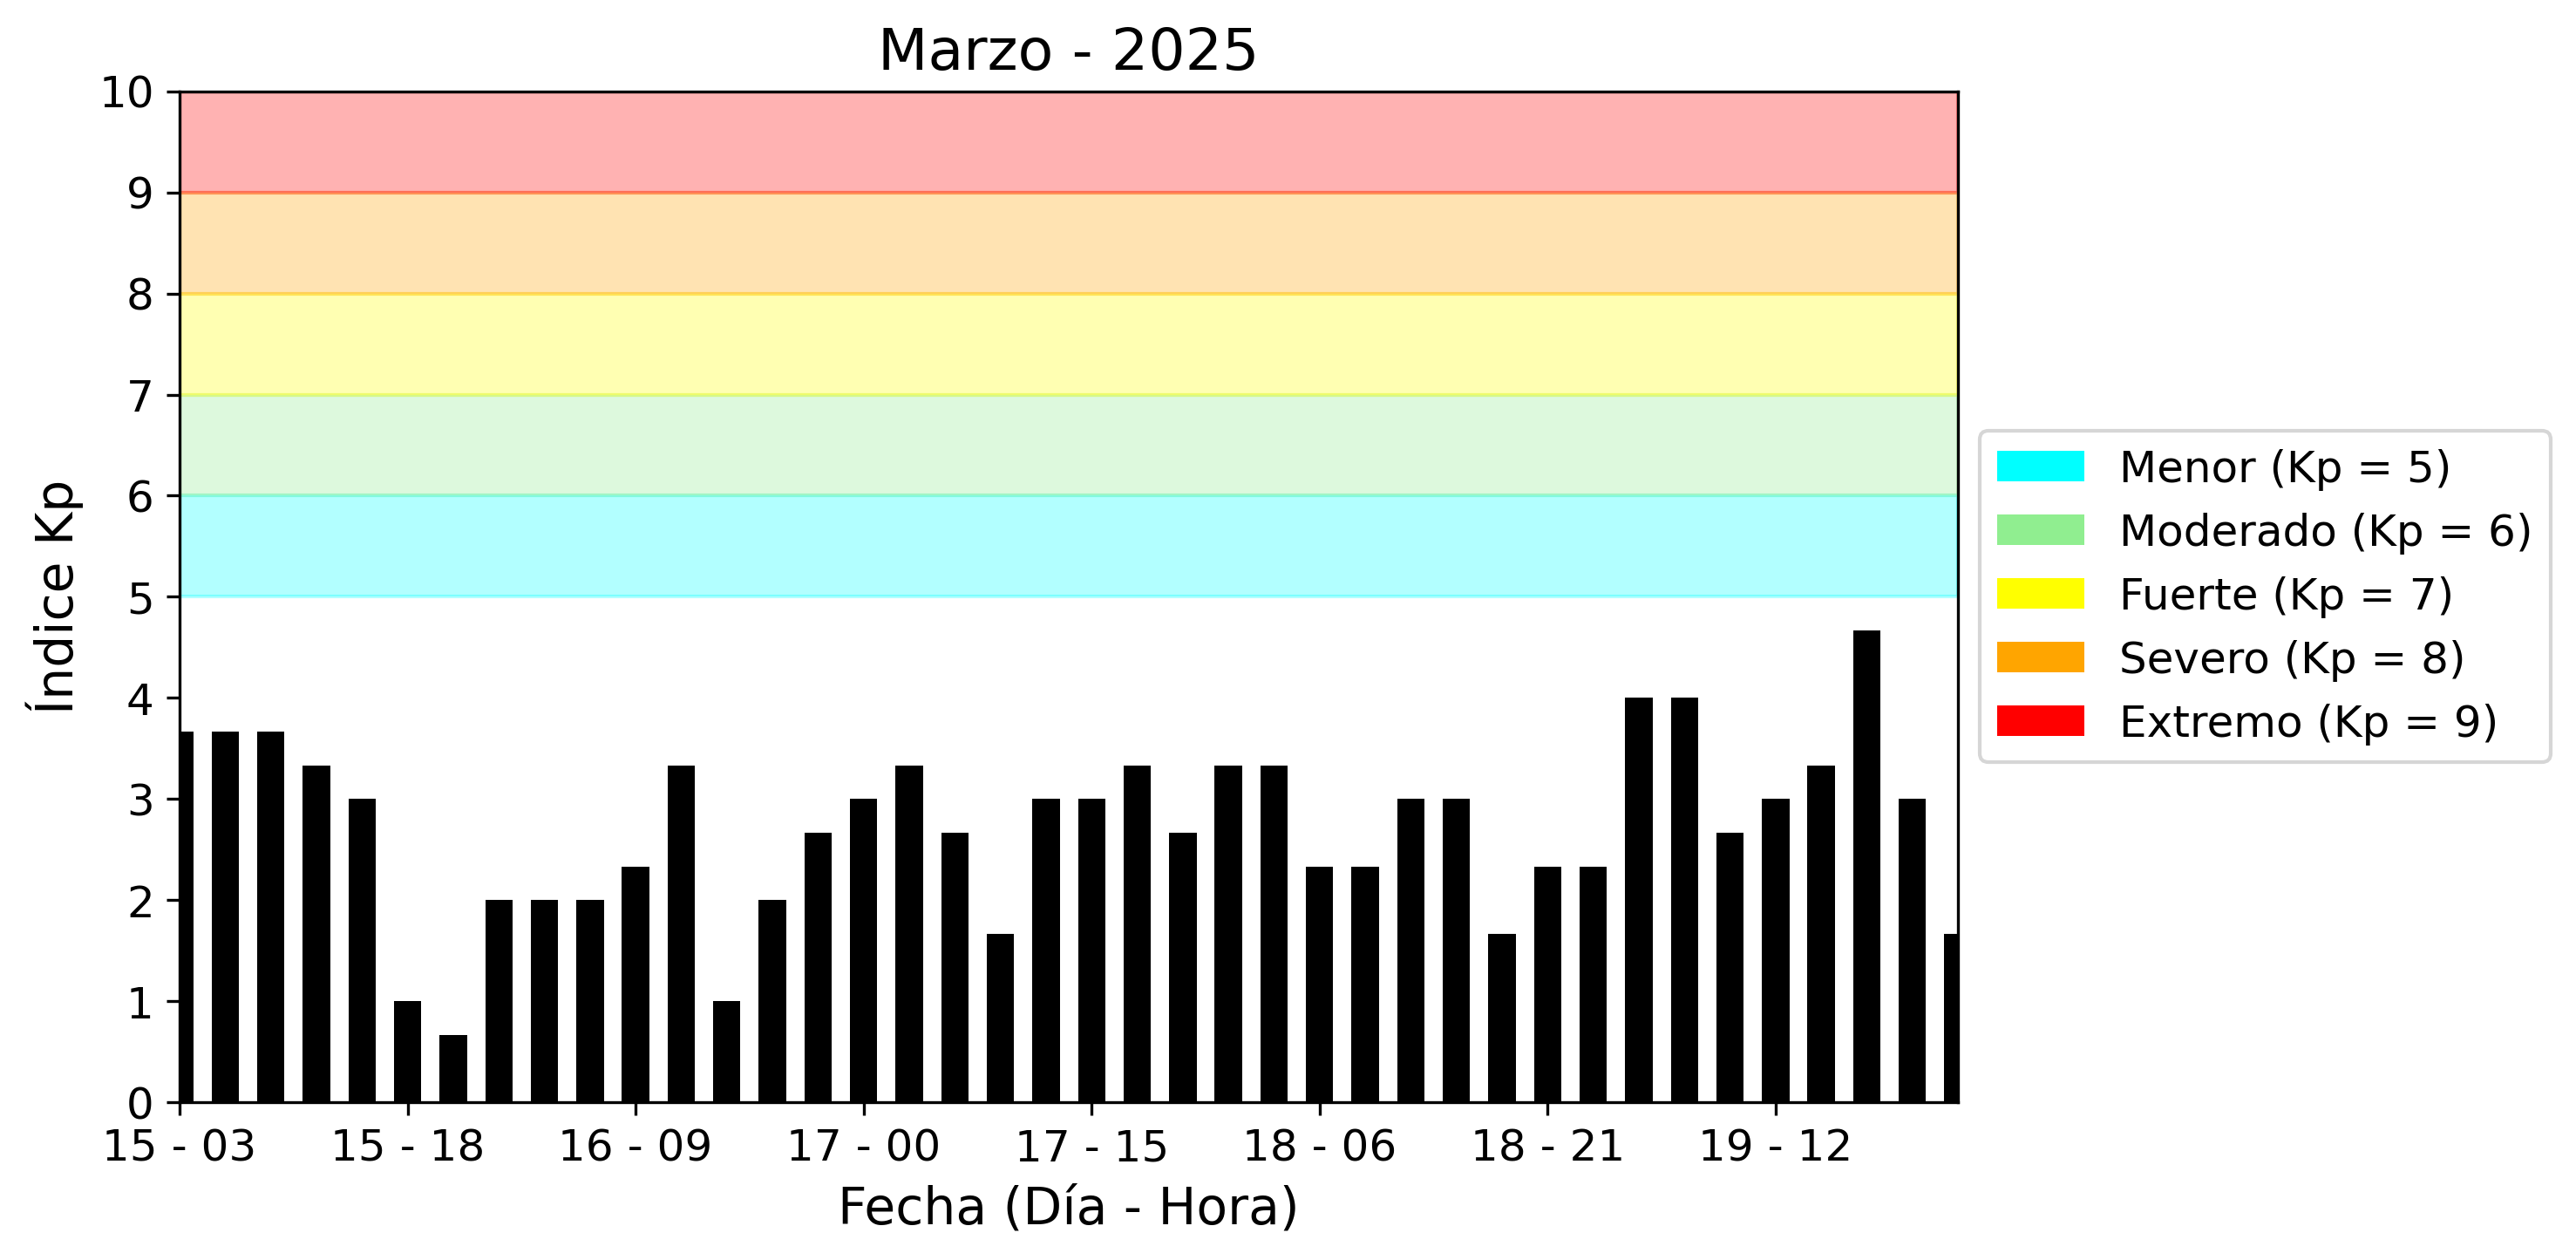 Marzo - 2025
10
9
8
7
6
5
4
3
2
1
0
Índice Kp
15 - 03
15 - 18
16 - 09
17 - 00
17 - 15
18 - 06
18 - 21
19 - 12
Fecha (Día - Hora)
Menor (Kp = 5)
Moderado (Kp = 6)
Fuerte (Kp = 7)
Severo (Kp = 8)
Extremo (Kp = 9)